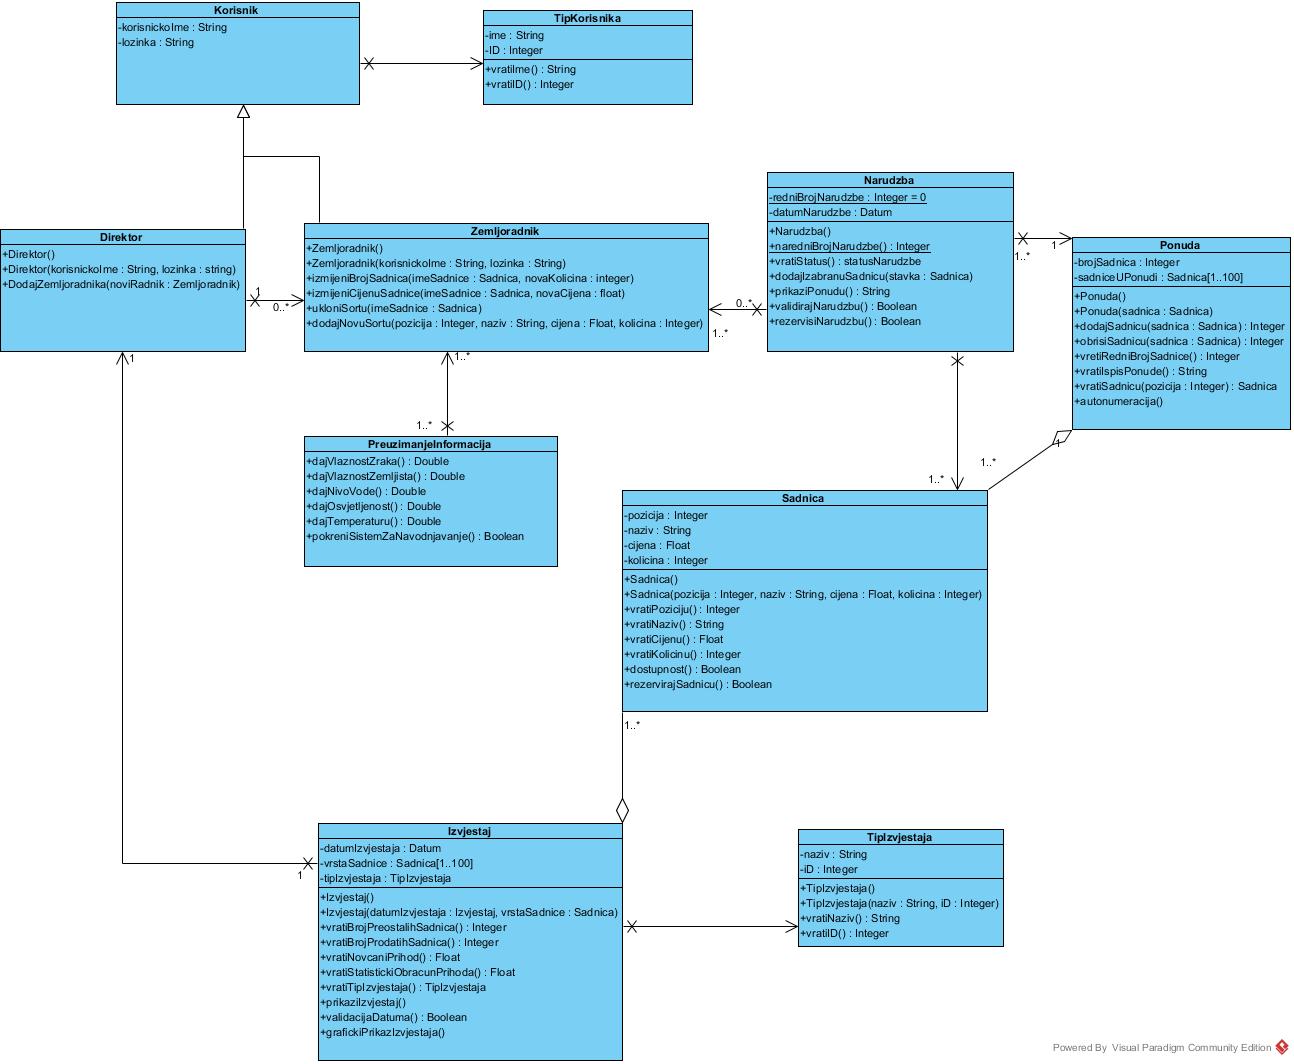 Korisnik
-korisnickoIme : String
-lozinka : String
TipKorisnika
-ime : String
-ID : Integer
+vratiIme() : String
+vratiID() : Integer
Direktor
+Direktor()
+Direktor(korisnickoIme : String, lozinka : string)
+DodajZemljoradnika(noviRadnik : Zemljoradnik)
1
0..*
Zemljoradnik
+Zemljoradnik()
+Zemljoradnik(korisnickoIme : String, lozinka : String)
+izmijeniBrojSadnica(imeSadnice : Sadnica, novaKolicina : integer)
+izmijeniCijenuSadnice(imeSadnice : Sadnica, novaCijena : float)
+ukloniSortu(imeSadnice : Sadnica)
+dodajNovuSortu(pozicija : Integer, naziv : String, cijena : Float, kolicina : Integer)
0..*
1..*
Narudzba
-redniBrojNarudzbe : Integer = 0
-datumNarudzbe : Datum
+Narudzba()
+naredniBrojNarudzbe() : Integer
+vratiStatus() : statusNarudzbe
+dodajIzabranuSadnicu(stavka : Sadnica)
+prikaziPonudu() : String
+validirajNarudzbu() : Boolean
+rezervisiNarudzbu() : Boolean
1..*
1
Ponuda
-brojSadnica : Integer
-sadniceUPonudi : Sadnica[1..100]
+Ponuda()
+Ponuda(sadnica : Sadnica)
+dodajSadnicu(sadnica : Sadnica) : Integer
+obrisiSadnicu(sadnica : Sadnica) : Integer
+vretiRedniBrojSadnice() : Integer
+vratiIspisPonude() : String
+vratiSadnicu(pozicija : Integer) : Sadnica
+autonumeracija()
1
1..*
1..*
1
1..*
1..*
PreuzimanjeInformacija
+dajVlaznostZraka() : Double
+dajVlaznostZemljista() : Double
+dajNivoVode() : Double
+dajOsvjetljenost() : Double
+dajTemperaturu() : Double
+pokreniSistemZaNavodnjavanje() : Boolean
Sadnica
-pozicija : Integer
-naziv : String
-cijena : Float
-kolicina : Integer
+Sadnica()
+Sadnica(pozicija : Integer, naziv : String, cijena : Float, kolicina : Integer)
+vratiPoziciju() : Integer
+vratiNaziv() : String
+vratiCijenu() : Float
+vratiKolicinu() : Integer
+dostupnost() : Boolean
+rezervirajSadnicu() : Boolean
1..*
1
Izvjestaj
-datumIzvjestaja : Datum
-vrstaSadnice : Sadnica[1..100]
-tipIzvjestaja : TipIzvjestaja
+Izvjestaj()
+Izvjestaj(datumIzvjestaja : Izvjestaj, vrstaSadnice : Sadnica)
+vratiBrojPreostalihSadnica() : Integer
+vratiBrojProdatihSadnica() : Integer
+vratiNovcaniPrihod() : Float
+vratiStatistickiObracunPrihoda() : Float
+vratiTipIzvjestaja() : TipIzvjestaja
+prikaziIzvjestaj()
+validacijaDatuma() : Boolean
+grafickiPrikazIzvjestaja()
TipIzvjestaja
-naziv : String
-iD : Integer
+TipIzvjestaja()
+TipIzvjestaja(naziv : String, iD : Integer)
+vratiNaziv() : String
+vratiID() : Integer
Powered By Visual Paradigm Community Edition